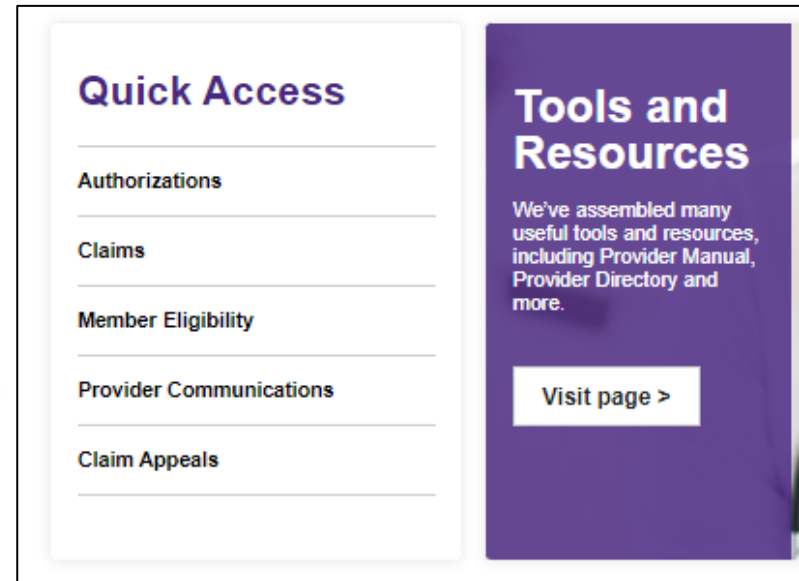 Quick Access
Authorizations
Claims
Member Eligibility
Provider Communications
Claim Appeals
Tools and
Resources
We've assembled many
useful tools and resources,
including Provider Manual,
Provider Directory and
more.
Visit page >